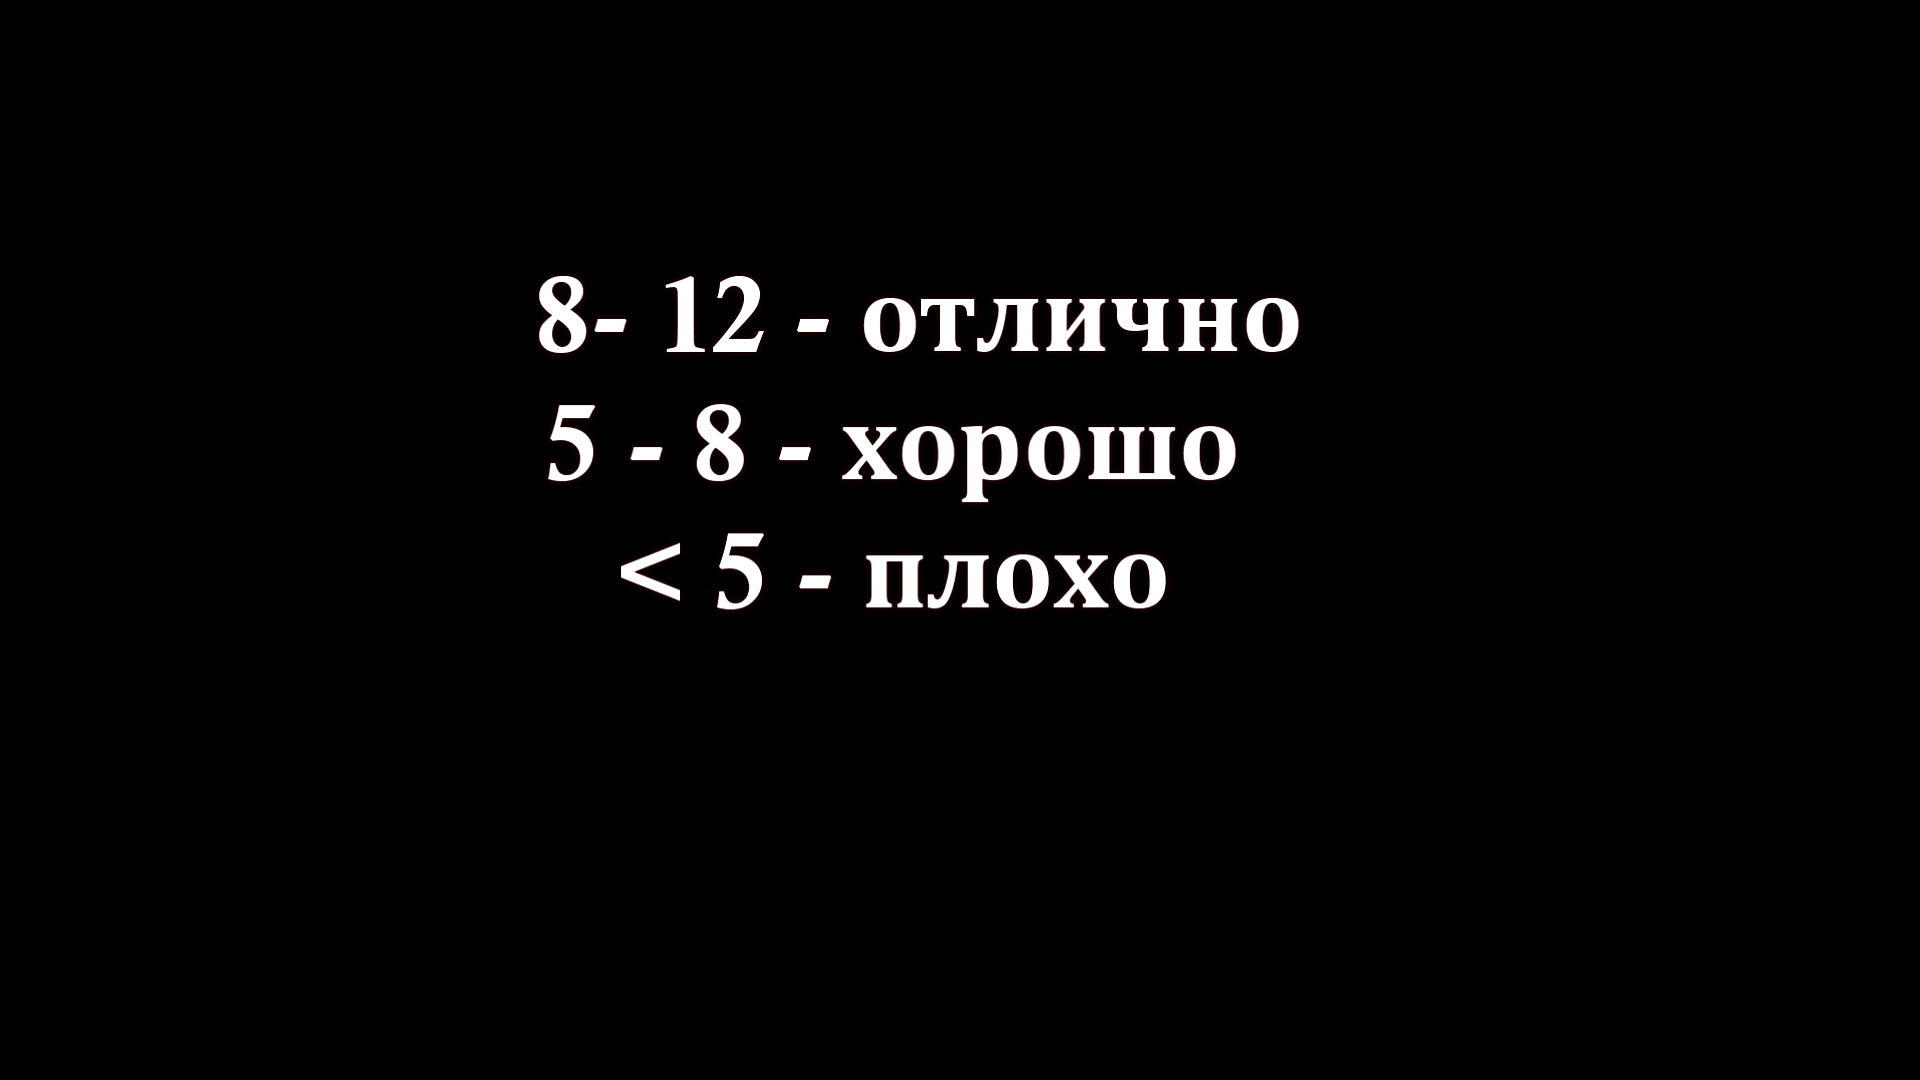 8- 12 - отлично
5 - 8 - хорошо
< 5 - плохо